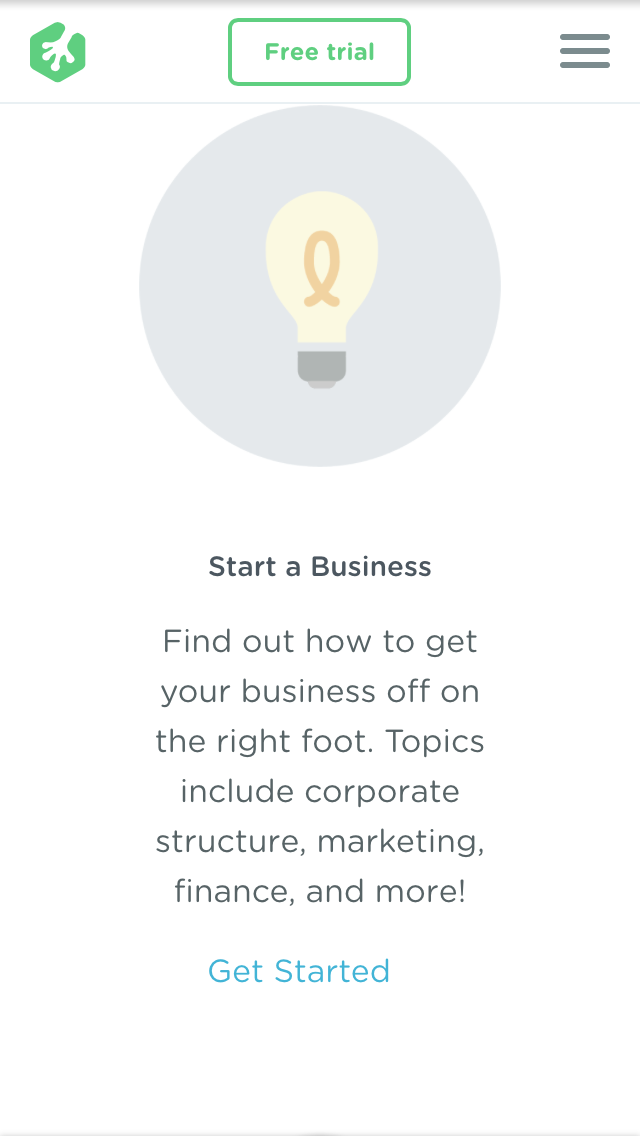 Free trial
Start a Business
Find out how to get
your business off on
the right foot. Topics
include corporate
structure, marketing,
finance, and more!
Get Started